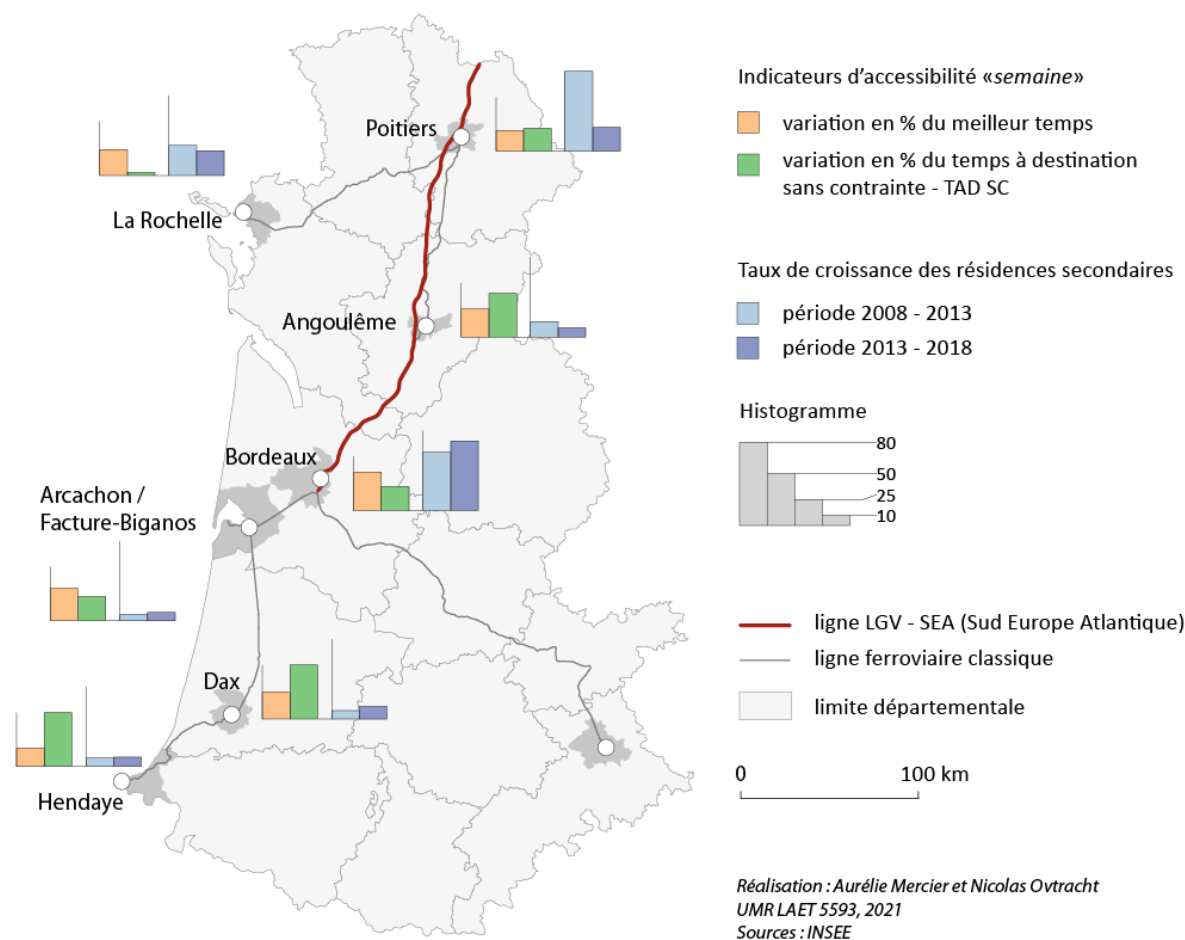 Poitiers
La Rochelle
Angoulême
Bordeaux
Arcachon /
Facture-Biganos
Dax
Hendaye
Indicateurs d’accessibilité «semaine»
variation en % du meilleur temps
variation en % du temps à destination
sans contrainte - TAD SC
Taux de croissance des résidences secondaires
période 2008 - 2013
période 2013 - 2018
Histogramme
80
50
25
10
ligne LGV - SEA (Sud Europe Atlantique)
ligne ferroviaire classique
limite départementale
0 100 km
Réalisation : Aurélie Mercier et Nicolas Ovtracht
UMR LAET 5593, 2021
Sources : INSEE